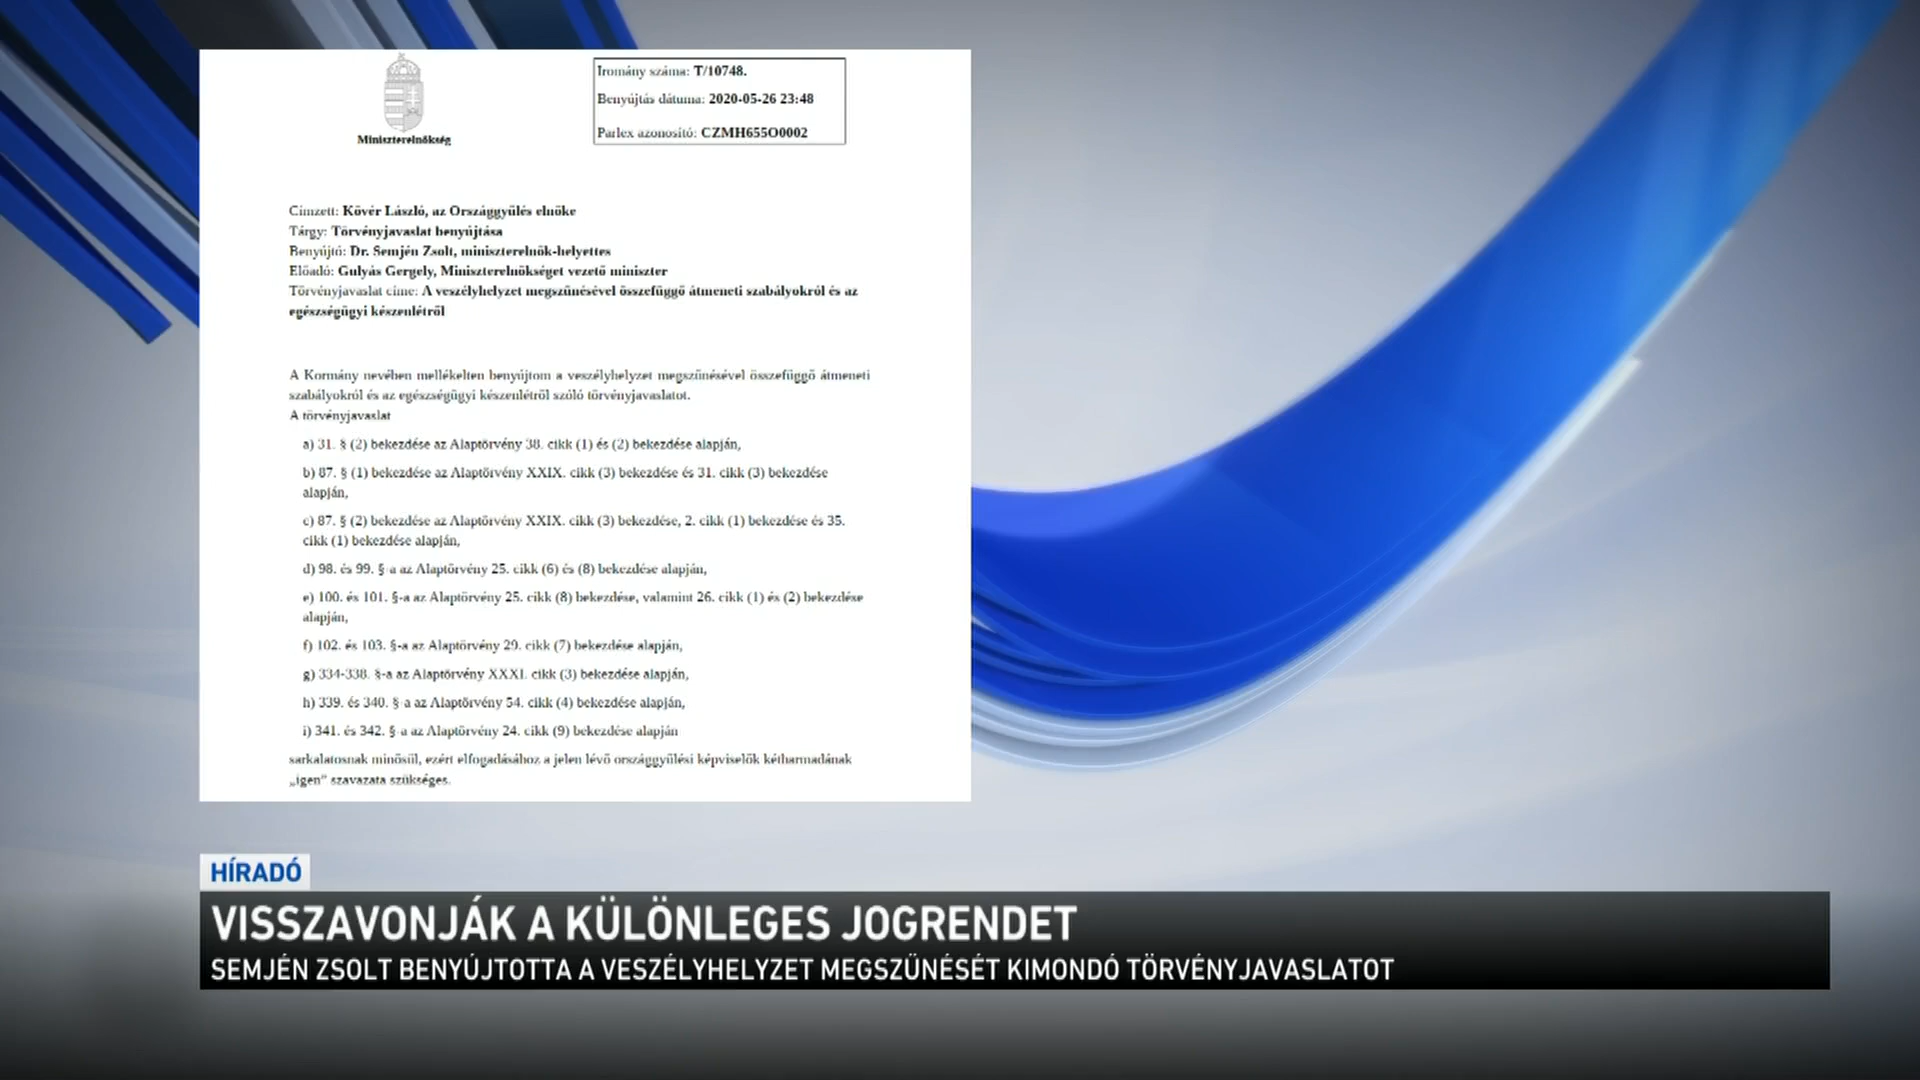 Miniszterelnökség
Iromány száma: T/10748.
Benyújtás dátuma: 2020-05-26 23:48
Parlex azonosító: CZMH655O0002
Címzett: Kövér László, az Országgyűlés elnöke
Tárgy: Törvényjavaslat benyújtása
Benyújtó: Dr. Semjén Zsolt, miniszterelnök-helyettes
Előadó: Gulyás Gergely, Miniszterelnökséget vezető miniszter
Törvényjavaslat címe: A veszélyhelyzet megszűnésével összefüggő átmeneti szabályokról és az
egészségügyi készenlétről
A Kormány nevében mellékelten benyújtom a veszélyhelyzet megszűnésével összefüggő átmeneti
szabályokról és az egészségügyi készenlétről szóló törvényjavaslatot.
A törvényjavaslat
a) 31. § (2) bekezdése az Alaptörvény 38. cikk (1) és (2) bekezdése alapján,
b) 87. § (1) bekezdése az Alaptörvény XXIX. cikk (3) bekezdése és 31. cikk (3) bekezdése
alapján,
c) 87. § (2) bekezdése az Alaptörvény XXIX. cikk (3) bekezdése, 2. cikk (1) bekezdése és 35.
cikk (1) bekezdése alapján,
d) 98. és 99. §-a az Alaptörvény 25. cikk (6) és (8) bekezdése alapján,
e) 100. és 101. §-a az Alaptörvény 25. cikk (8) bekezdése, valamint 26. cikk (1) és (2) bekezdése
alapján,
f) 102. és 103. §-a az Alaptörvény 29. cikk (7) bekezdése alapján,
g) 334-338. §-a az Alaptörvény XXXI. cikk (3) bekezdése alapján,
h) 339. és 340. §-a az Alaptörvény 54. cikk (4) bekezdése alapján,
i) 341. és 342. §-a az Alaptörvény 24. cikk (9) bekezdése alapján
sarkalatosnak minősül, ezért elfogadásához a jelen lévő országgyűlési képviselők kétharmadának
„igen” szavazata szükséges.
HÍRADÓ
VISSZAVONJÁK A KÜLÖNLEGES JOGRENDET
SEMJÉN ZSOLT BENYÚJTOTTA A VESZÉLYHELYZET MEGSZŰNÉSÉT KIMONDÓ TÖRVÉNYJAVASLATOT